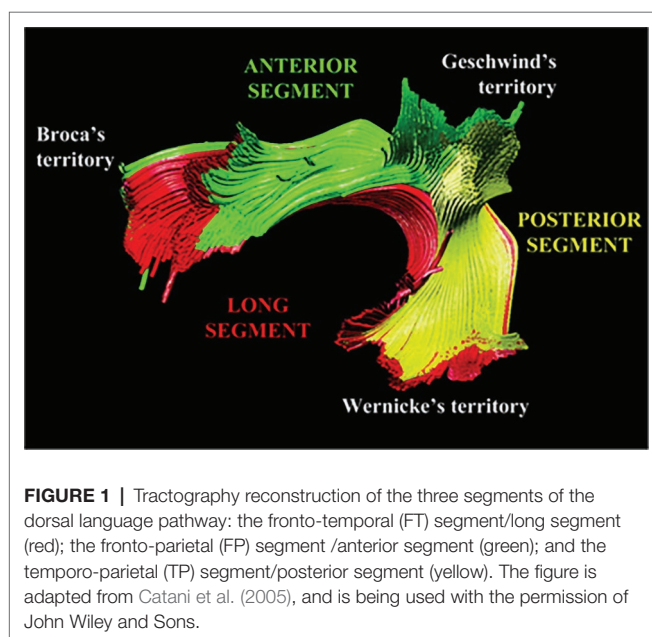 ANTERIOR
SEGMENT
Geschwind's
territory
Broca's
territory
POSTERIOR
SEGMENT
LONG
SEGMENT
Wernicke's territory
FIGURE 1 | Tractography reconstruction of the three segments of the
dorsal language pathway: the fronto-temporal (FT) segment/long segment
(red); the fronto-parietal (FP) segment /anterior segment (green); and the
temporo-parietal (TP) segment/posterior segment (yellow). The figure is
adapted from Catani et al. (2005), and is being used with the permission of
John Wiley and Sons.